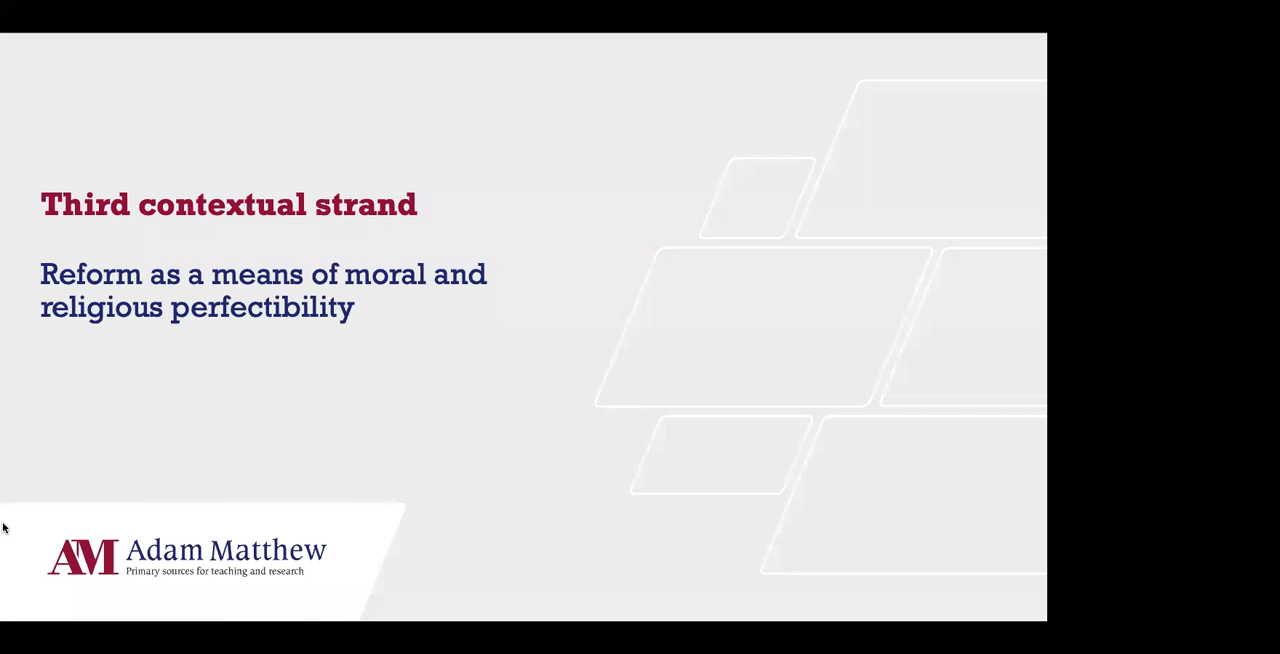 Third contextual strand
Reform as a means of moral and
religious perfectibility
AM Adam Matthew
Primary sources for teaching and research